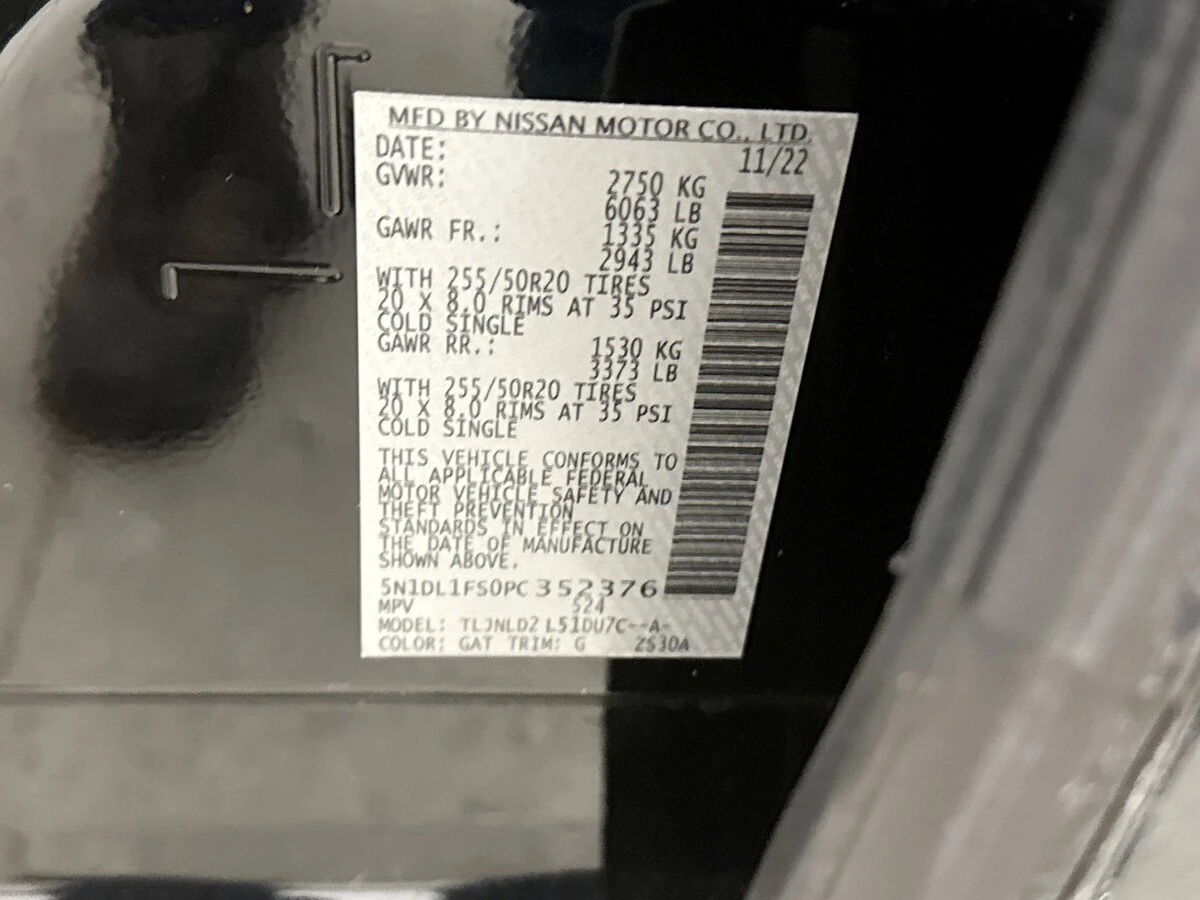 MFD BY NISSAN MOTOR CO., LTD.
DATE: 11/22
GVWR: 2750 KG
6063 LB
GAWR FR.: 1335 KG
2943 LB
WITH 255/50R20 TIRES
20 X 8.0 RIMS AT 35 PSI
COLD SINGLE
GAWR RR.: 1530 KG
3373 LB
WITH 255/50R20 TIRES
20 X 8.0 RIMS AT 35 PSI
COLD SINGLE
THIS VEHICLE CONFORMS TO
ALL APPLICABLE FEDERAL
MOTOR VEHICLE SAFETY AND
THEFT PREVENTION
STANDARDS IN EFFECT ON
THE DATE OF MANUFACTURE
SHOWN ABOVE.
5N1DL1FS0PC352376
MPV 524
MODEL: TLJNLD2 L51DU7C--A-
COLOR: GAT TRIM: G ZS30A